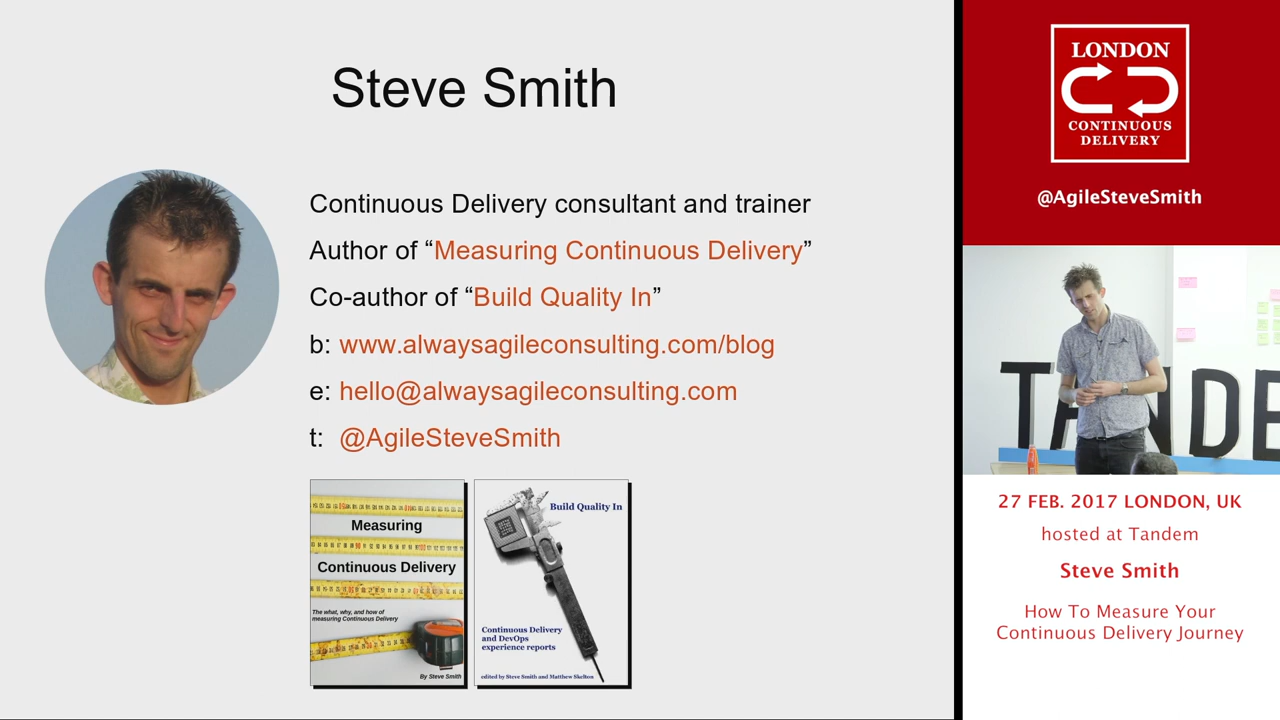 Steve Smith
Continuous Delivery consultant and trainer
Author of “Measuring Continuous Delivery”
Co-author of “Build Quality In”
b: www.alwaysagileconsulting.com/blog
e: hello@alwaysagileconsulting.com
t: @AgileSteveSmith
Measuring
Continuous Delivery
The what, why, and how of
measuring Continuous Delivery
By Steve Smith
Build Quality In
Continuous Delivery
and DevOps
experience reports
edited by Steve Smith and Matthew Skelton
LONDON
CONTINUOUS
DELIVERY
@AgileSteveSmith
TANDE
27 FEB. 2017 LONDON, UK
hosted at Tandem
Steve Smith
How To Measure Your
Continuous Delivery Journey